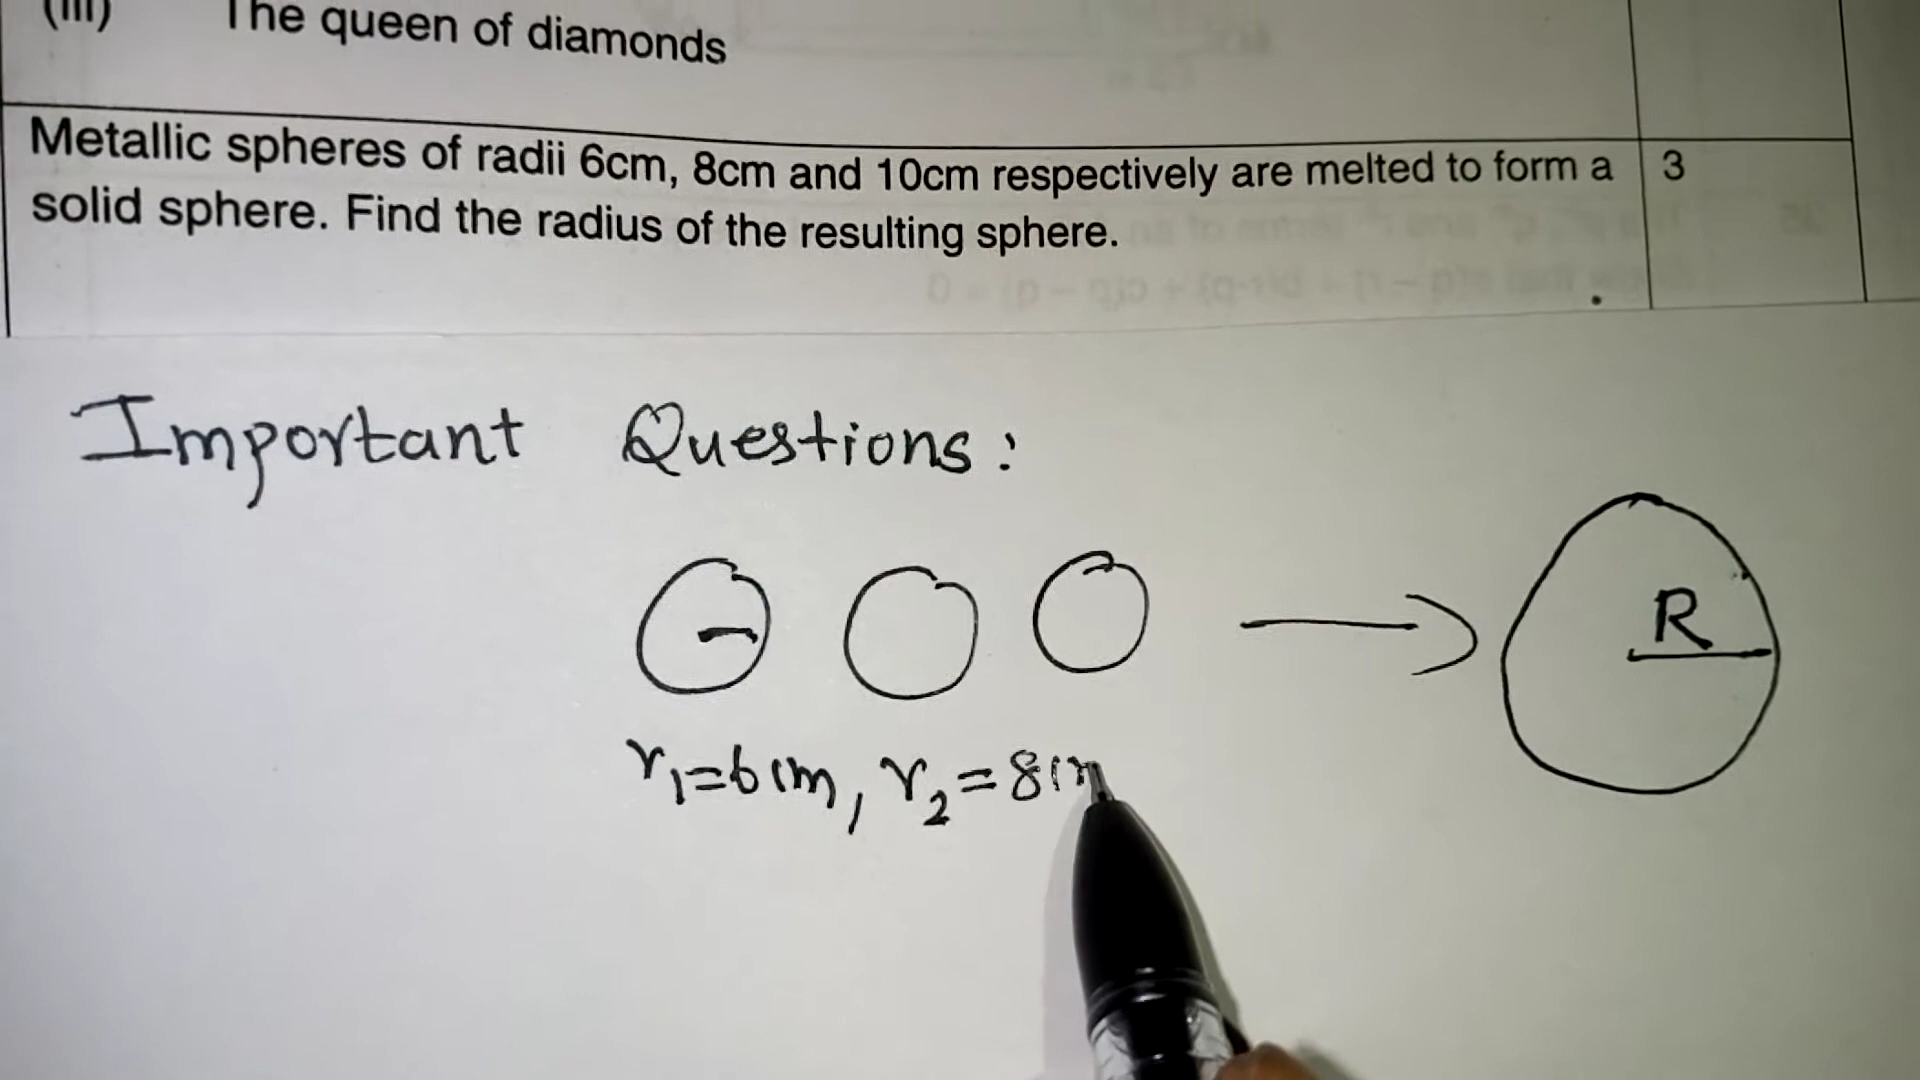 (iii) The queen of diamonds
Metallic spheres of radii 6cm, 8cm and 10cm respectively are melted to form a 3
solid sphere. Find the radius of the resulting sphere.
Important Questions:
R
r₁=6cm, r₂=8cm